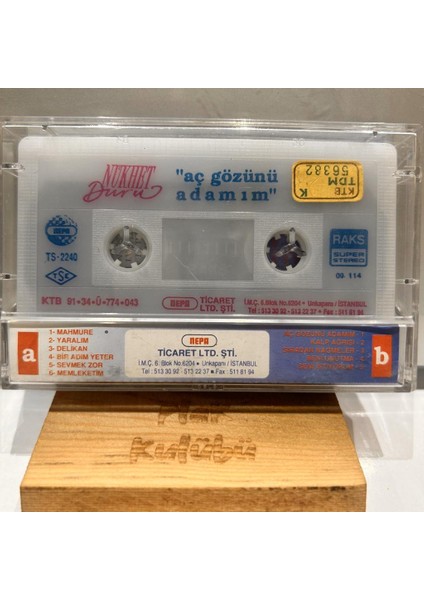 NÜKHET
Duru
"aç gözünü
adamım"
K
KTE
TDM
56382
NEPA
TS-2240
TSE
RAKS
SUPER
STEREO
09 114
KTB 91•34•Ü•774•043
NEPA TİCARET LTD. ŞTİ.
İ.M.Ç. 6. Blok No.6204 • Unkapanı / İSTANBUL
Tel: 513 30 92 • 513 22 37 • Fax: 511 81 94
a
1- MAHMURE
2- YARALIM
3- DELİKAN
4- BİR ADIM YETER
5- SEVMEK ZOR
6- MEMLEKETİM
NEPA
TİCARET LTD. ŞTİ.
İ.M.Ç. 6. Blok No 6204 • Unkapanı / İSTANBUL
Tel : 513 30 92 • 513 22 37 • Fax : 511 81 94
b
Kulübü